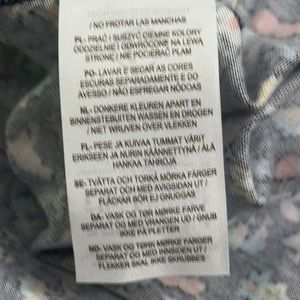 / NO FROTAR LAS MANCHAS
PL- PRAĆ I SUSZYĆ CIEMNE KOLORY
ODDZIELNIE I ODWRÓCONE NA LEWĄ
STRONĘ / NIE POCIERAĆ PLAM
PO- LAVAR E SEGAR AS CORES
ESCURAS SEPARADAMENTE E DO
AVESSO / NÃO ESFREGAR NÓDOAS
NL- DONKERE KLEUREN APART EN
BINNENSTEBUITEN WASSEN EN DROGEN
/ NIET WRIJVEN OVER VLEKKEN
FL- PESE JA KUIVAA TUMMAT VÄRIT
ERIKSEEN JA NURIN KÄÄNNETTYNÄ / ÄLÄ
HANKAA TAHROJA
SE- TVÄTTA OCH TORKA MÖRKA FÄRGER
SEPARAT OCH MED AVIGSIDAN UT /
FLÄCKAR BÖR EJ GNUGGAS
DA- VASK OG TØR MØRKE FARVE
SEPARAT OG MED VRANGEN UD / GNUB
IKKE PÅ PLETTER
NO- VASK OG TØRK MØRKE FARGER
SEPARAT OG MED INNSIDEN UT /
FLEKKER SKAL IKKE SKRUBBES